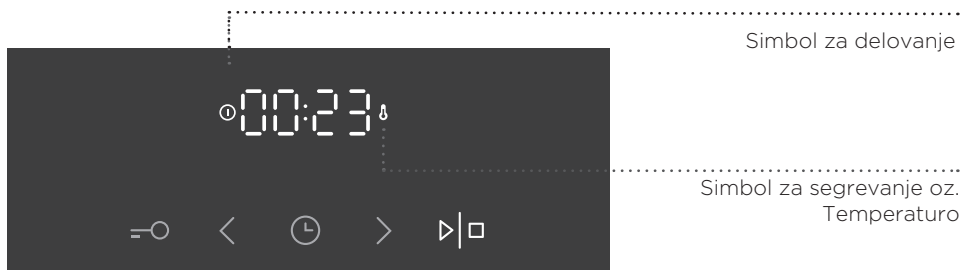 Simbol za delovanje
00:23
Simbol za segrevanje oz.
Temperaturo